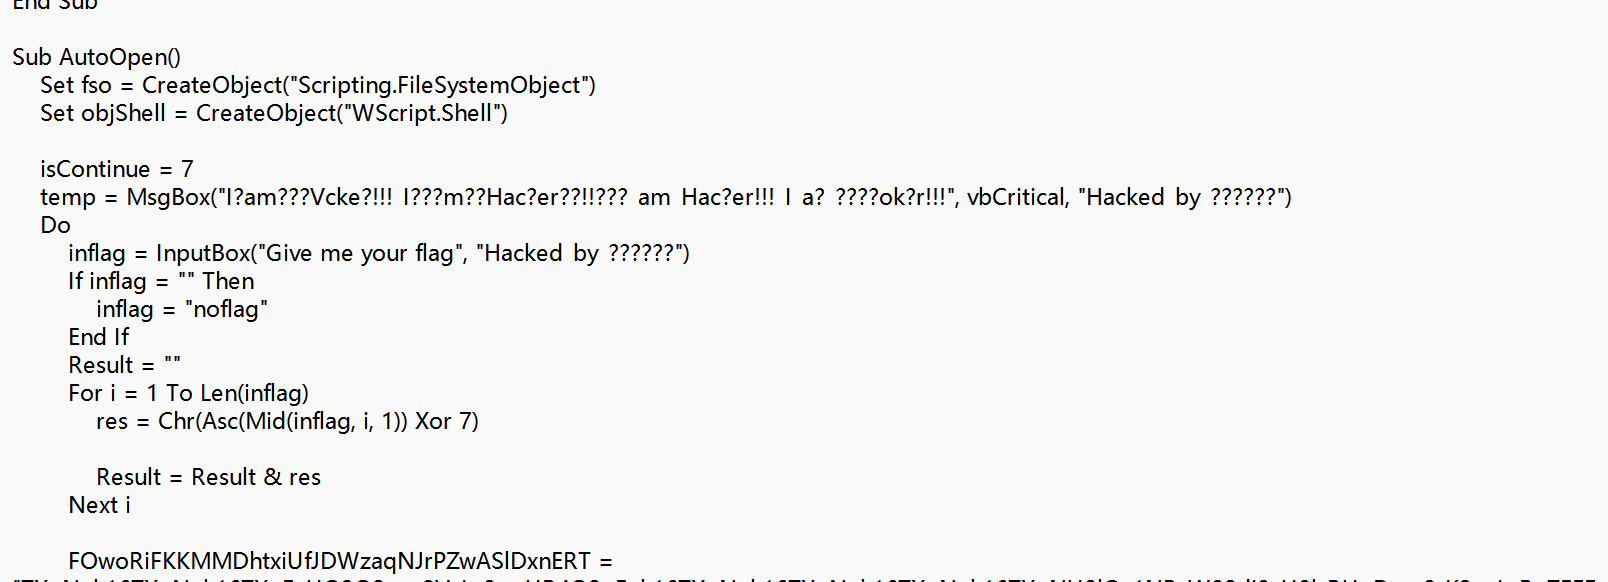 End Sub
Sub AutoOpen()
Set fso = CreateObject("Scripting.FileSystemObject")
Set objShell = CreateObject("WScript.Shell")
isContinue = 7
temp = MsgBox("I?am???Vcke?!!! I???m??Hac?er??!!??? am Hac?er!!! I a? ????ok?r!!!", vbCritical, "Hacked by ??????")
Do
inflag = InputBox("Give me your flag", "Hacked by ??????")
If inflag = "" Then
inflag = "noflag"
End If
Result = ""
For i = 1 To Len(inflag)
res = Chr(Asc(Mid(inflag, i, 1)) Xor 7)
Result = Result & res
Next i
FOwoRiFKKMMDhtxiUfJDWzaqNJrPZwASlDxnERT =